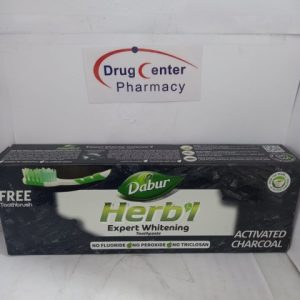 Drug Center
Pharmacy
FREE
Toothbrush
Dabur
Herb'l
Expert Whitening
Toothpaste
NO FLUORIDE NO PEROXIDE NO TRICLOSAN
ACTIVATED
CHARCOAL